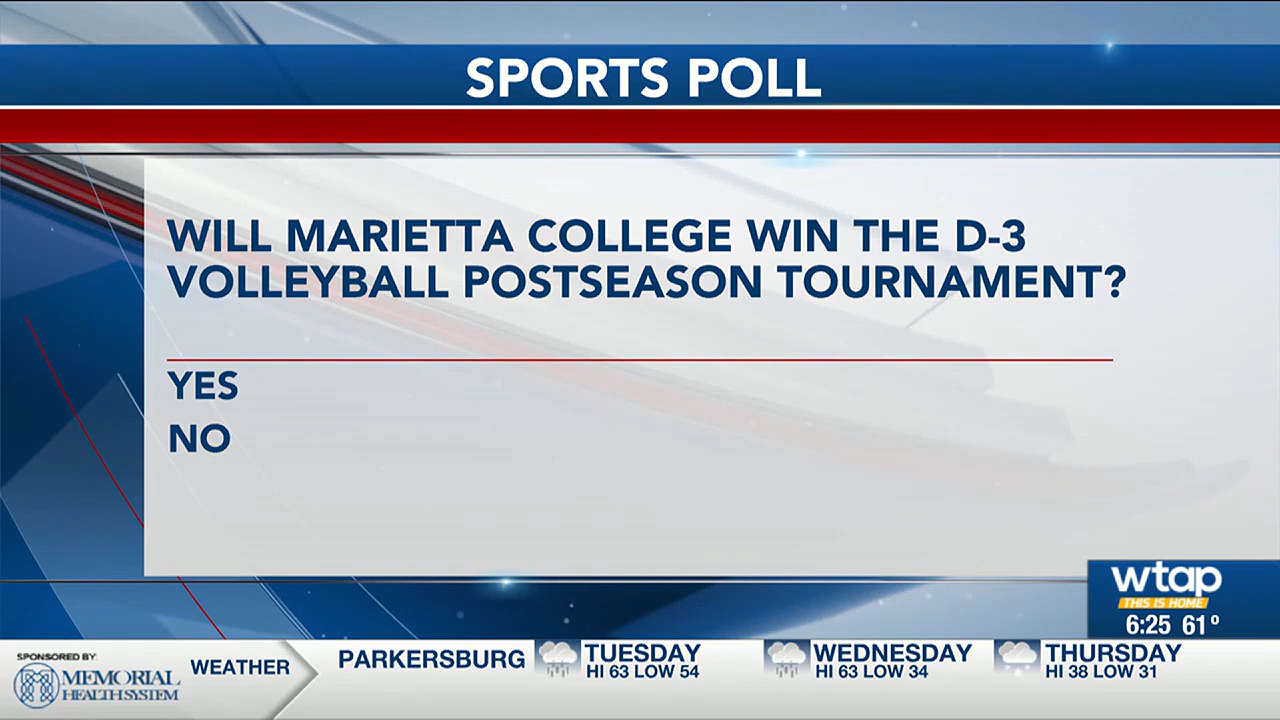 SPORTS POLL
WILL MARIETTA COLLEGE WIN THE D-3
VOLLEYBALL POSTSEASON TOURNAMENT?
YES
NO
wtap
THIS IS HOME
6:25 61°
SPONSORED BY:
MEMORIAL
HEALTH SYSTEM
WEATHER
PARKERSBURG
TUESDAY
HI 63 LOW 54
WEDNESDAY
HI 63 LOW 34
THURSDAY
HI 38 LOW 31